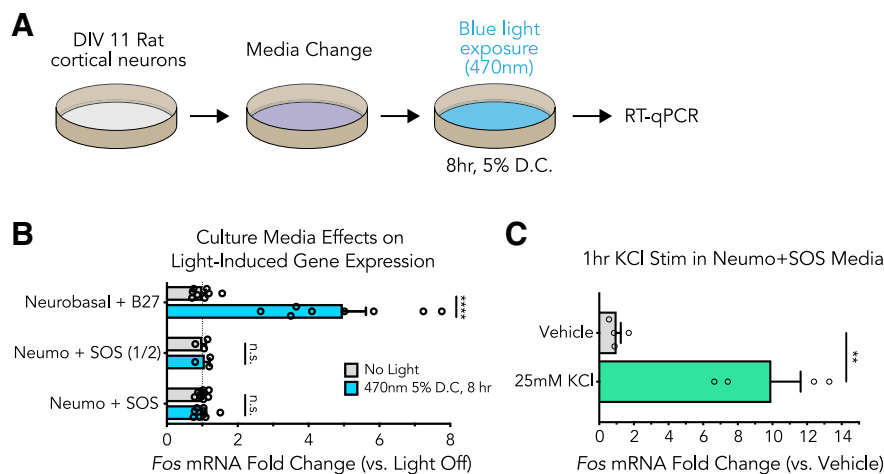 A
DIV 11 Rat
cortical neurons
Media Change
Blue light
exposure
(470nm)
8hr, 5% D.C.
RT-qPCR
B
Culture Media Effects on
Light-Induced Gene Expression
Neurobasal + B27
Neumo + SOS (1/2)
Neumo + SOS
****
n.s.
n.s.
No Light
470nm 5% D.C, 8 hr
0 2 4 6 8
Fos mRNA Fold Change (vs. Light Off)
C
1hr KCl Stim in Neumo+SOS Media
Vehicle
25mM KCl
**
0 2 4 6 8 10 12 14
Fos mRNA Fold Change (vs. Vehicle)